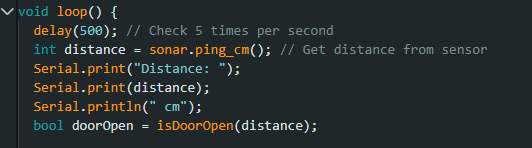 void loop() {
  delay(500); // Check 5 times per second
  int distance = sonar.ping_cm(); // Get distance from sensor
  Serial.print("Distance: ");
  Serial.print(distance);
  Serial.println(" cm");
  bool doorOpen = isDoorOpen(distance);